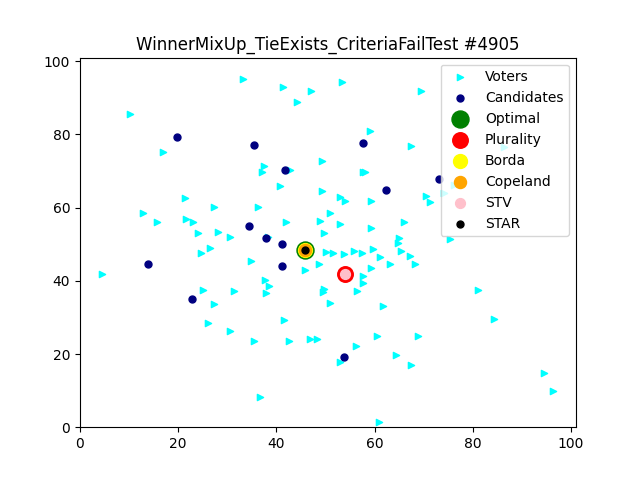 WinnerMixUp_TieExists_CriteriaFailTest #4905
100
80
60
40
20
0
0 20 40 60 80 100
Voters
Candidates
Optimal
Plurality
Borda
Copeland
STV
STAR